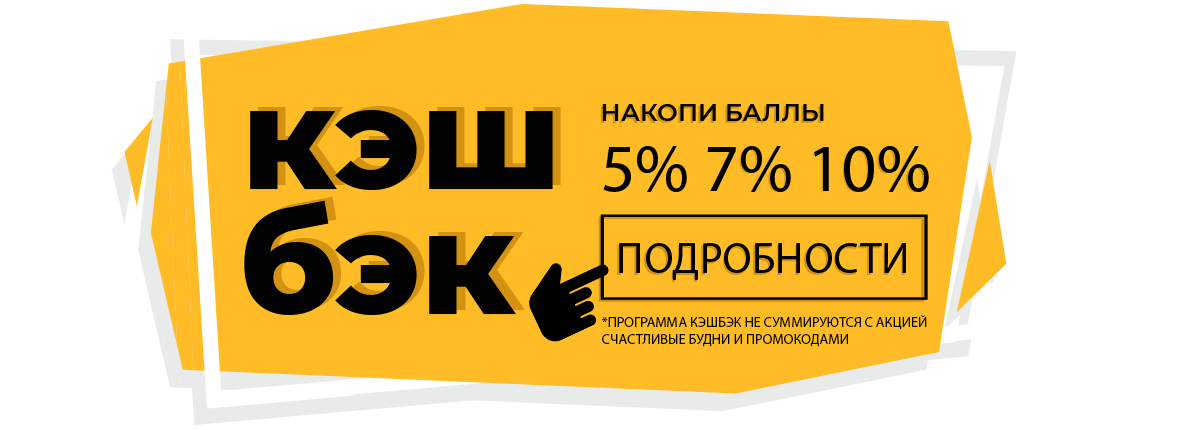 кэш
бэк
НАКОПИ БАЛЛЫ
5% 7% 10%
ПОДРОБНОСТИ
*ПРОГРАММА КЭШБЭК НЕ СУММИРУЮТСЯ С АКЦИЕЙ
СЧАСТЛИВЫЕ БУДНИ И ПРОМОКОДАМИ